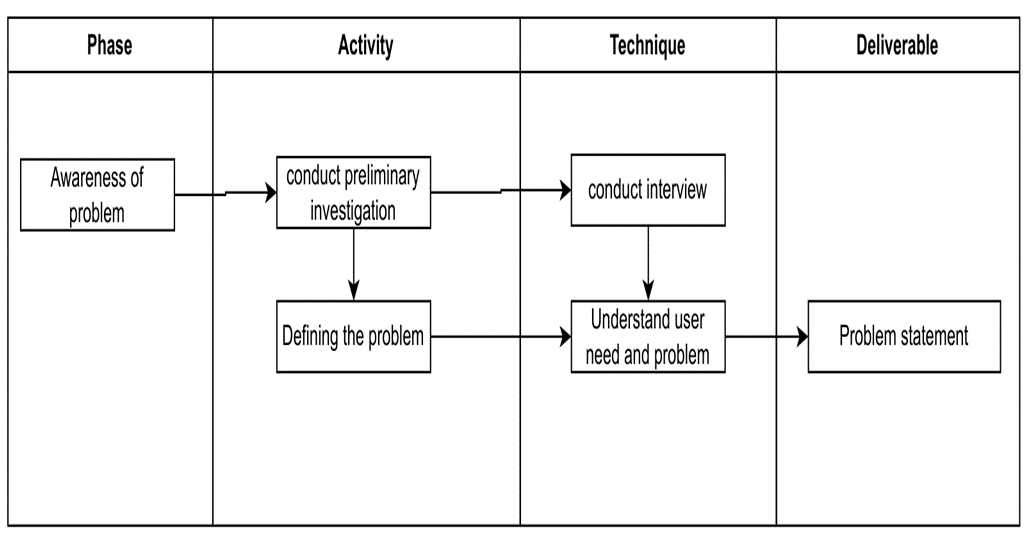 Phase
Activity
Technique
Deliverable
Awareness of
problem
conduct preliminary
investigation
conduct interview
Defining the problem
Understand user
need and problem
Problem statement